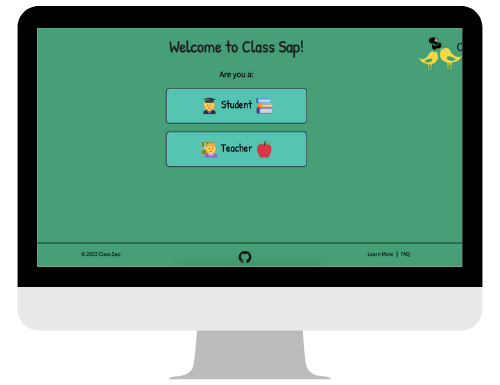 Welcome to Class Sap!
Are you a:
Student
Teacher
© 2023 Class Sap
Learn More | FAQ